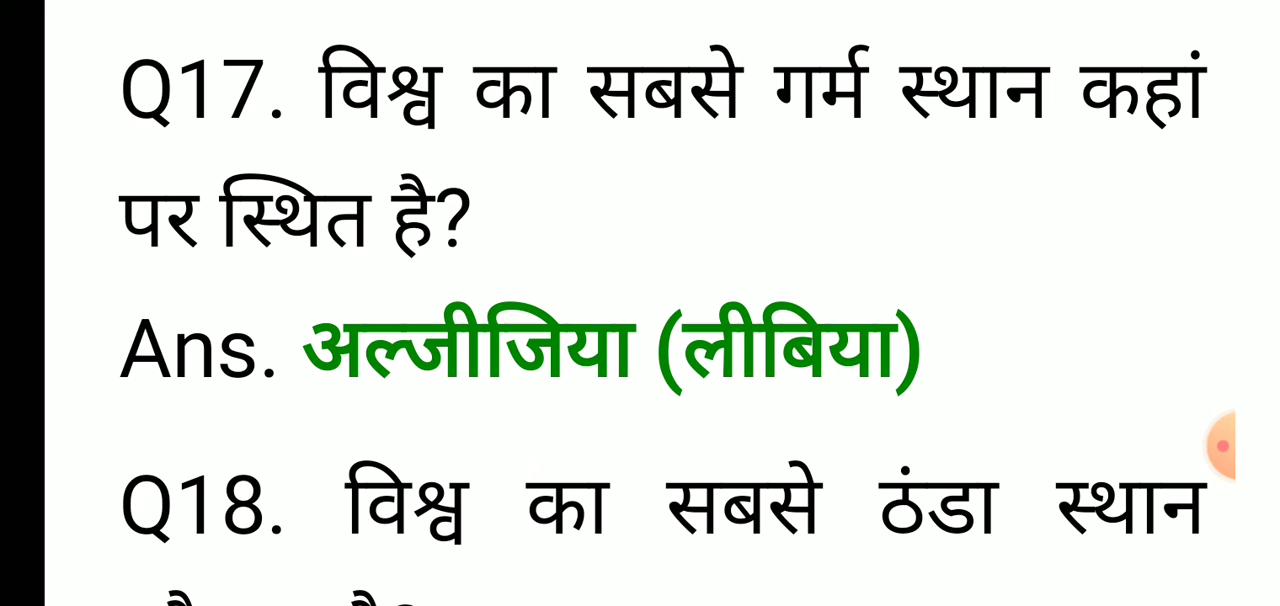 Q17. विश्व का सबसे गर्म स्थान कहां
पर स्थित है?
Ans. अल्जीजिया (लीबिया)
Q18. विश्व का सबसे ठंडा स्थान